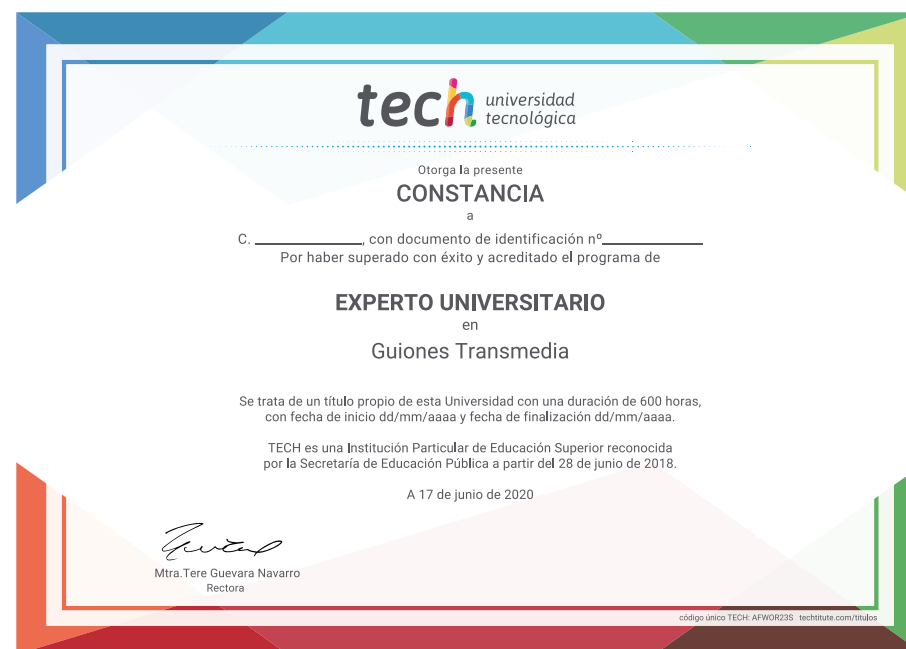 tech universidad
tecnológica
Otorga la presente
CONSTANCIA
a
C. ____________, con documento de identificación nº____________
Por haber superado con éxito y acreditado el programa de
EXPERTO UNIVERSITARIO
en
Guiones Transmedia
Se trata de un título propio de esta Universidad con una duración de 600 horas,
con fecha de inicio dd/mm/aaaa y fecha de finalización dd/mm/aaaa.
TECH es una Institución Particular de Educación Superior reconocida
por la Secretaría de Educación Pública a partir del 28 de junio de 2018.
A 17 de junio de 2020
Mtra.Tere Guevara Navarro
Rectora
código único TECH: AFWOR23S techtitute.com/titulos